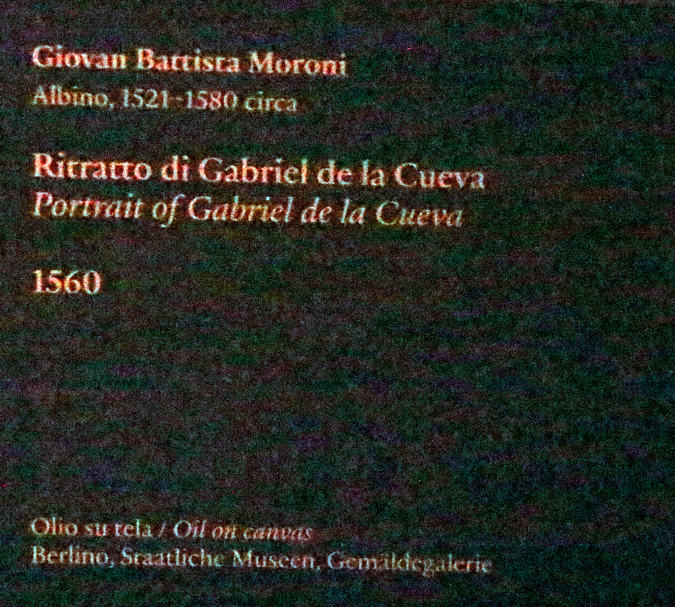 Giovan Battista Moroni
Albino, 1521-1580 circa
Ritratto di Gabriel de la Cueva
Portrait of Gabriel de la Cueva
1560
Olio su tela / Oil on canvas
Berlino, Staatliche Museen, Gemäldegalerie